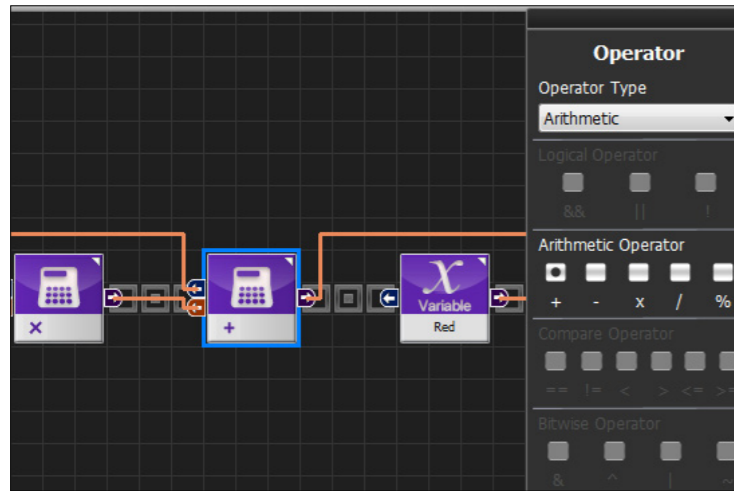 Operator
Operator Type
Arithmetic
Logical Operator
&& || !
Arithmetic Operator
+ - x / %
Compare Operator
== != < > <= >=
Bitwise Operator
& ^ | ~
×
+
X
Variable
Red